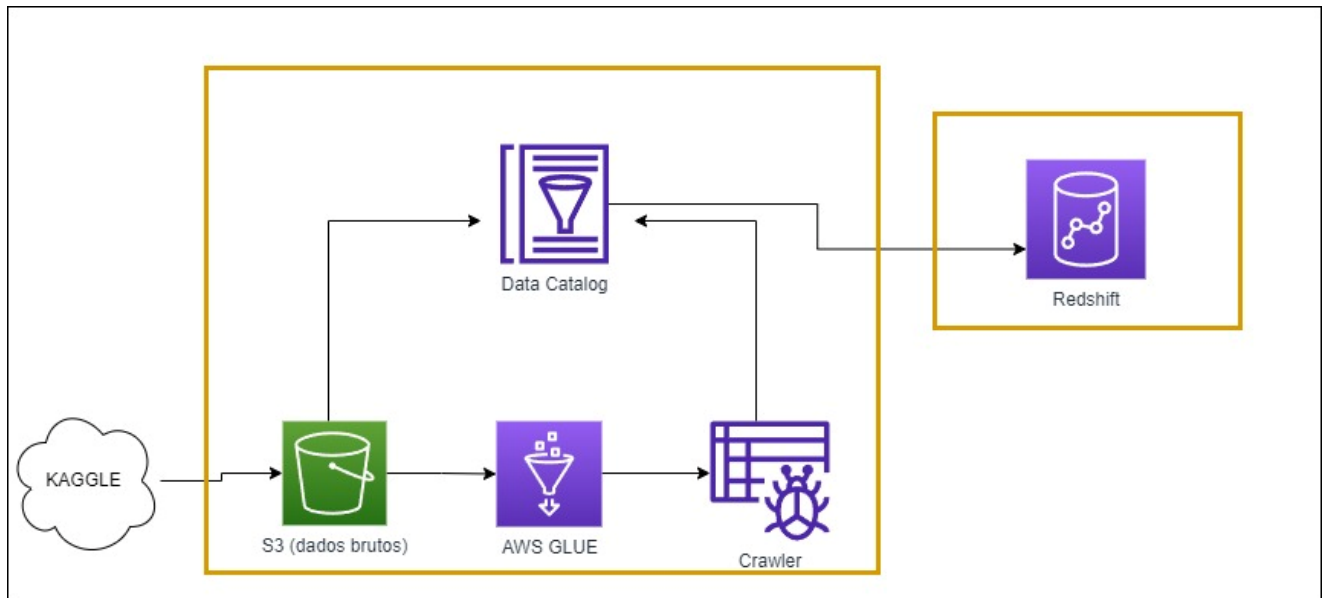 Data Catalog
Redshift
KAGGLE
S3 (dados brutos)
AWS GLUE
Crawler